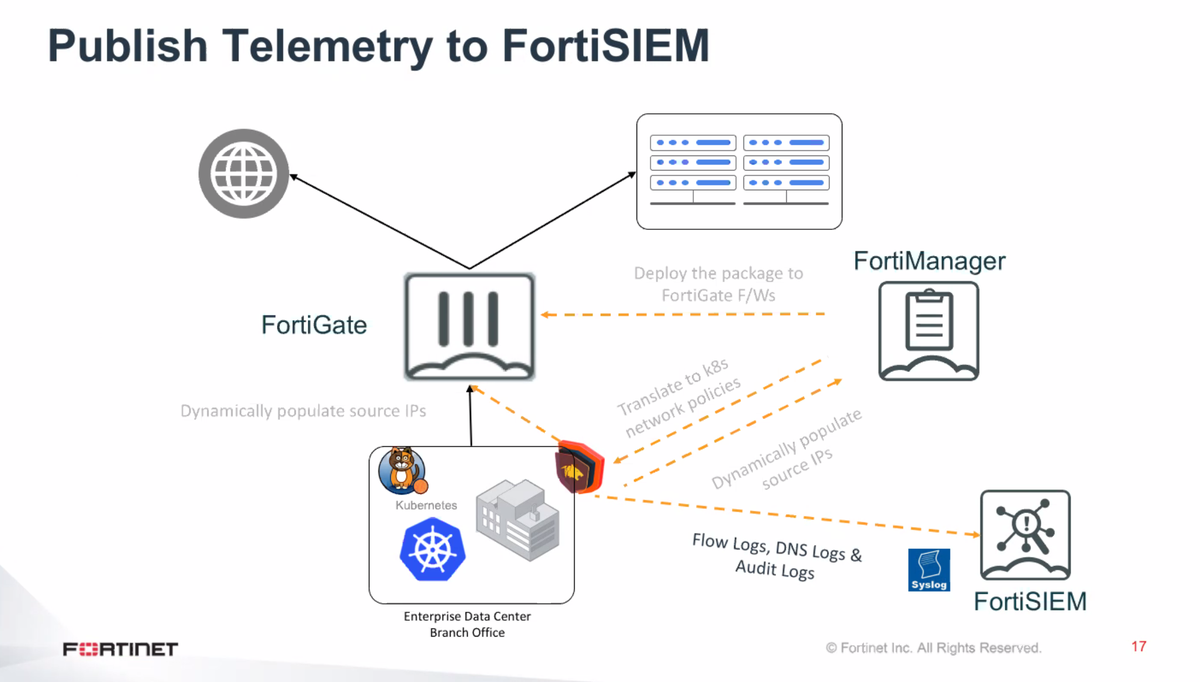 Publish Telemetry to FortiSIEM
FortiManager
Deploy the package to
FortiGate F/Ws
FortiGate
Translate to k8s
network policies
Dynamically populate source IPs
Dynamically populate
source IPs
Kubernetes
Flow Logs, DNS Logs &
Audit Logs
Syslog
FortiSIEM
Enterprise Data Center
Branch Office
FORTINET
© Fortinet Inc. All Rights Reserved.
17